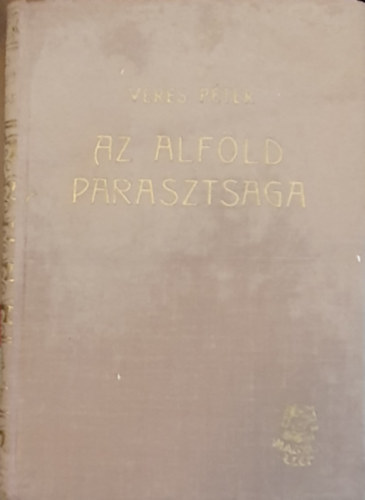 VERES PÉTER
AZ ALFÖLD
PARASZTSÁGA